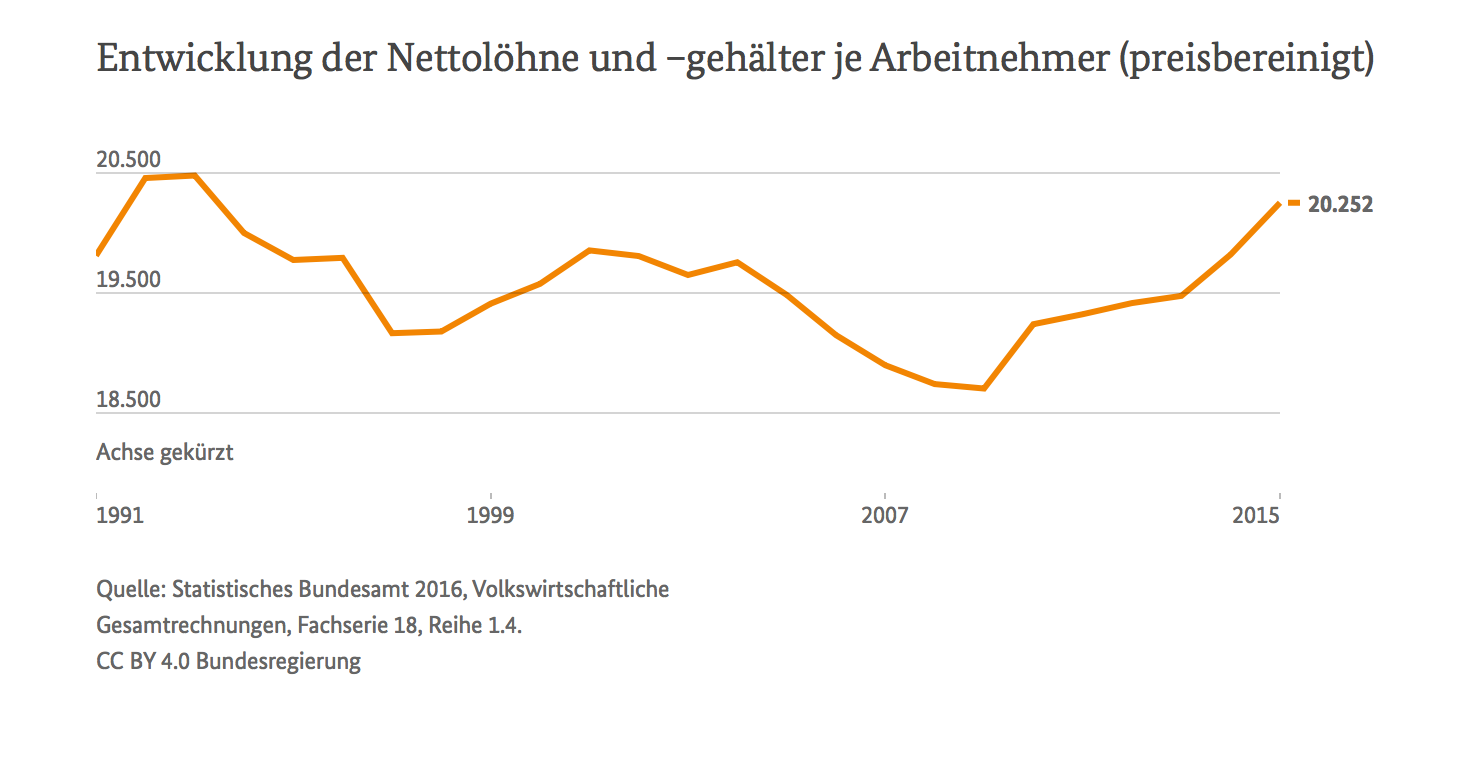 Entwicklung der Nettolöhne und –gehälter je Arbeitnehmer (preisbereinigt)
20.500
20.252
19.500
18.500
Achse gekürzt
1991 1999 2007 2015
Quelle: Statistisches Bundesamt 2016, Volkswirtschaftliche
Gesamtrechnungen, Fachserie 18, Reihe 1.4.
CC BY 4.0 Bundesregierung